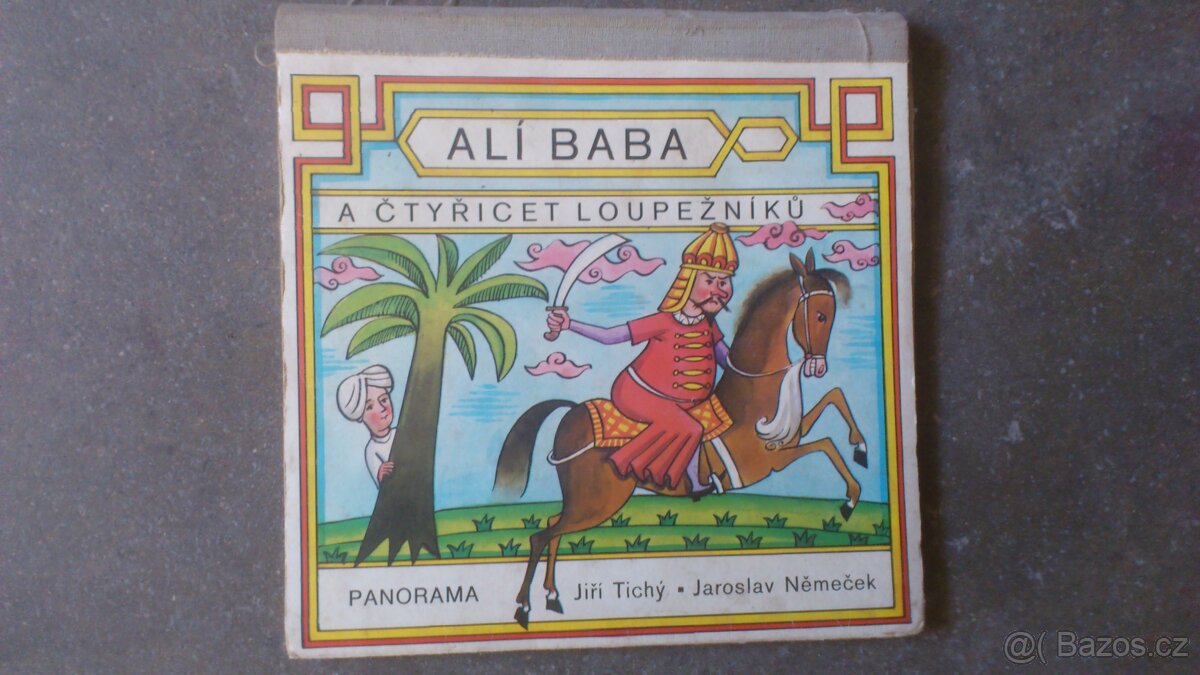 ALÍ BABA
A ČTYŘICET LOUPEŽNÍKŮ
PANORAMA
Jiří Tichý ▪ Jaroslav Němeček
@( Bazos.cz